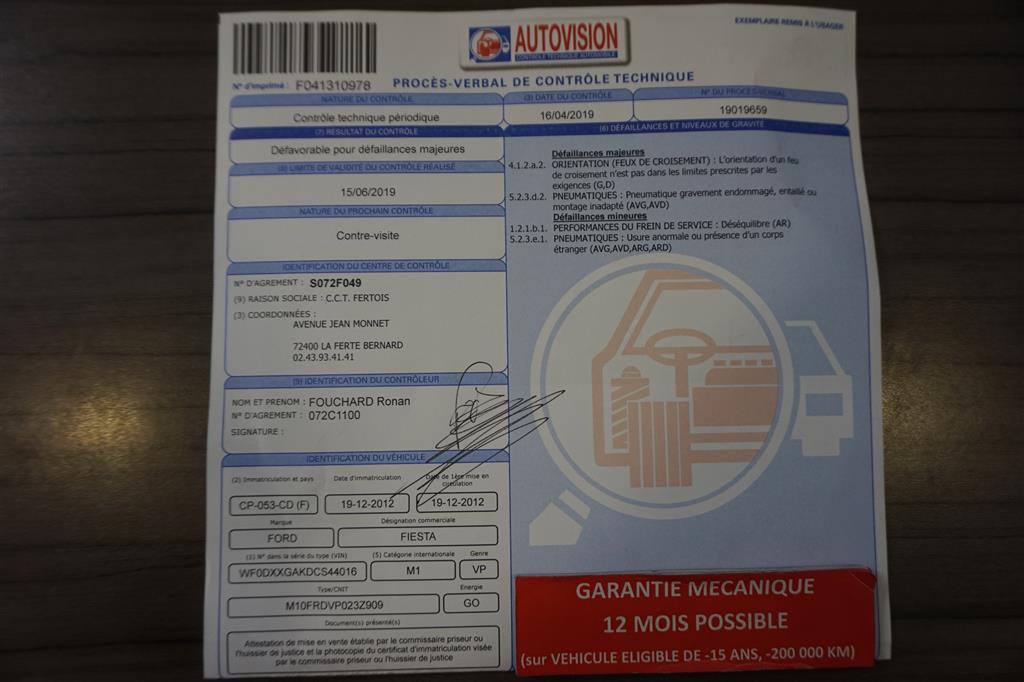 EXEMPLAIRE REMIS À L'USAGER
AUTOVISION
CONTROLE TECHNIQUE AUTOMOBILE
N° d'imprimé : F041310978
PROCÈS-VERBAL DE CONTRÔLE TECHNIQUE
NATURE DU CONTRÔLE
Contrôle technique périodique
(3) DATE DU CONTRÔLE
16/04/2019
N° DU PROCÈS-VERBAL
19019659
(7) RÉSULTAT DU CONTRÔLE
Défavorable pour défaillances majeures
(8) LIMITE DE VALIDITÉ DU CONTRÔLE RÉALISÉ
15/06/2019
NATURE DU PROCHAIN CONTRÔLE
Contre-visite
IDENTIFICATION DU CENTRE DE CONTRÔLE
N° D'AGREMENT : S072F049
(9) RAISON SOCIALE : C.C.T. FERTOIS
(3) COORDONNÉES :
AVENUE JEAN MONNET
72400 LA FERTE BERNARD
02.43.93.41.41
(9) IDENTIFICATION DU CONTRÔLEUR
NOM ET PRENOM : FOUCHARD Ronan
N° D'AGREMENT : 072C1100
SIGNATURE :
IDENTIFICATION DU VÉHICULE
(2) Immatriculation et pays
Date d'immatriculation
Date de 1ère mise en
circulation
CP-053-CD (F)
19-12-2012
19-12-2012
Marque
Désignation commerciale
FORD
FIESTA
(1) N° dans la série du type (VIN)
(5) Catégorie internationale
Genre
WF0DXXGAKDCS44016
M1
VP
Type/CNIT
Energie
M10FRDVP023Z909
GO
Document(s) présenté(s)
Attestation de mise en vente établie par le commissaire priseur ou
l'huissier de justice et la photocopie du certificat d'immatriculation visée
par le commissaire priseur ou l'huissier de justice
(6) DÉFAILLANCES ET NIVEAUX DE GRAVITÉ
Défaillances majeures
4.1.2.a.2. ORIENTATION (FEUX DE CROISEMENT) : L'orientation d'un feu
de croisement n'est pas dans les limites prescrites par les
exigences (G,D)
5.2.3.d.2. PNEUMATIQUES : Pneumatique gravement endommagé, entaillé ou
montage inadapté (AVG,AVD)
Défaillances mineures
1.2.1.b.1. PERFORMANCES DU FREIN DE SERVICE : Déséquilibre (AR)
5.2.3.e.1. PNEUMATIQUES : Usure anormale ou présence d'un corps
étranger (AVG,AVD,ARG,ARD)
GARANTIE MECANIQUE
12 MOIS POSSIBLE
(sur VEHICULE ELIGIBLE DE -15 ANS, -200 000 KM)